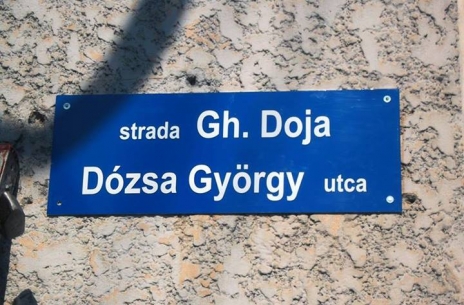 strada Gh. Doja
Dózsa György utca